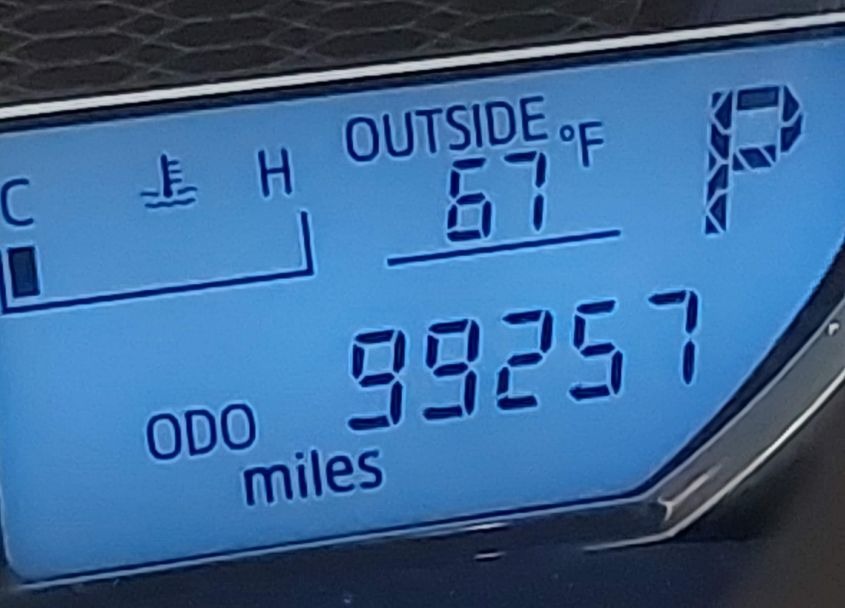 OUTSIDE °F
C H
67
P
99257
ODO
miles